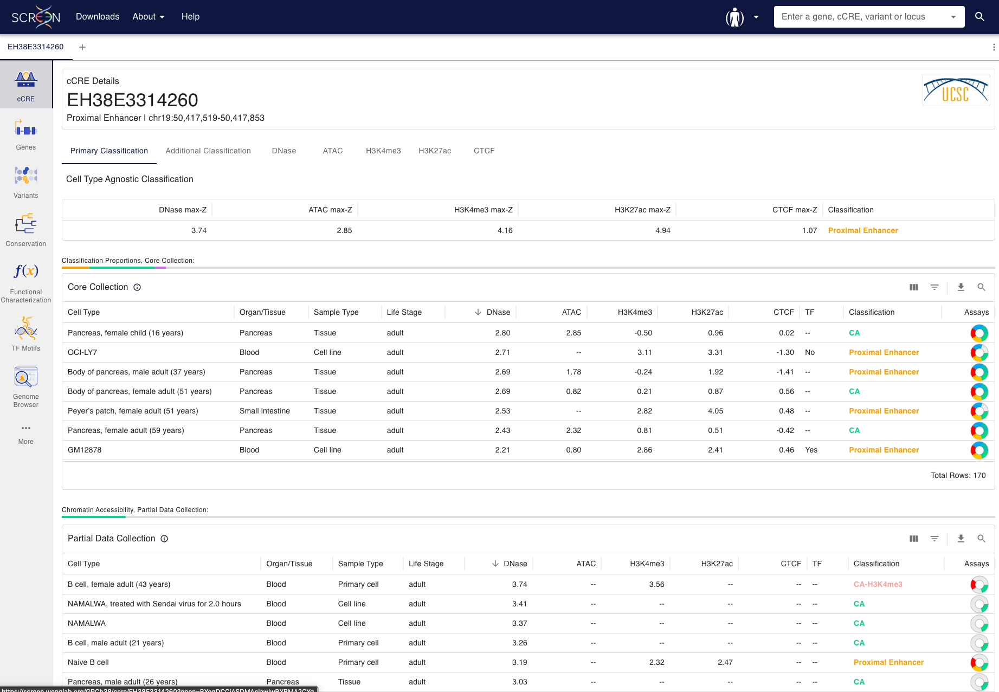 SCREEN Downloads About Help Enter a gene, cCRE, variant or locus
EH38E3314260 +
cCRE
Genes
Variants
Conservation
f(x)
Functional
Characterization
TF Motifs
Genome
Browser
More
cCRE Details
EH38E3314260
Proximal Enhancer | chr19:50,417,519-50,417,853
UCSC
Primary Classification Additional Classification DNase ATAC H3K4me3 H3K27ac CTCF
Cell Type Agnostic Classification
DNase max-Z ATAC max-Z H3K4me3 max-Z H3K27ac max-Z CTCF max-Z Classification
3.74 2.85 4.16 4.94 1.07 Proximal Enhancer
Classification Proportions, Core Collection:
Core Collection
Cell Type Organ/Tissue Sample Type Life Stage DNase ATAC H3K4me3 H3K27ac CTCF TF Classification Assays
Pancreas, female child (16 years) Pancreas Tissue adult 2.80 2.85 -0.50 0.96 0.02 -- CA
OCI-LY7 Blood Cell line adult 2.71 -- 3.11 3.31 -1.30 No Proximal Enhancer
Body of pancreas, male adult (37 years) Pancreas Tissue adult 2.69 1.78 -0.24 1.92 -1.41 -- Proximal Enhancer
Body of pancreas, female adult (51 years) Pancreas Tissue adult 2.69 0.82 0.21 0.87 0.56 -- CA
Peyer's patch, female adult (51 years) Small intestine Tissue adult 2.53 -- 2.82 4.05 0.48 -- Proximal Enhancer
Pancreas, female adult (59 years) Pancreas Tissue adult 2.43 2.32 0.81 0.51 -0.42 -- CA
GM12878 Blood Cell line adult 2.21 0.80 2.86 2.41 0.46 Yes Proximal Enhancer
Total Rows: 170
Chromatin Accessibility, Partial Data Collection:
Partial Data Collection
Cell Type Organ/Tissue Sample Type Life Stage DNase ATAC H3K4me3 H3K27ac CTCF TF Classification Assays
B cell, female adult (43 years) Blood Primary cell adult 3.74 -- 3.56 -- -- -- CA-H3K4me3
NAMALWA, treated with Sendai virus for 2.0 hours Blood Cell line adult 3.41 -- -- -- -- -- CA
NAMALWA Blood Cell line adult 3.37 -- -- -- -- -- CA
B cell, male adult (21 years) Blood Primary cell adult 3.26 -- -- -- -- -- CA
Naive B cell Blood Primary cell adult 3.19 -- 2.32 2.47 -- -- Proximal Enhancer
Pancreas, male adult (26 years) Pancreas Tissue adult 3.03 -- -- -- -- -- CA